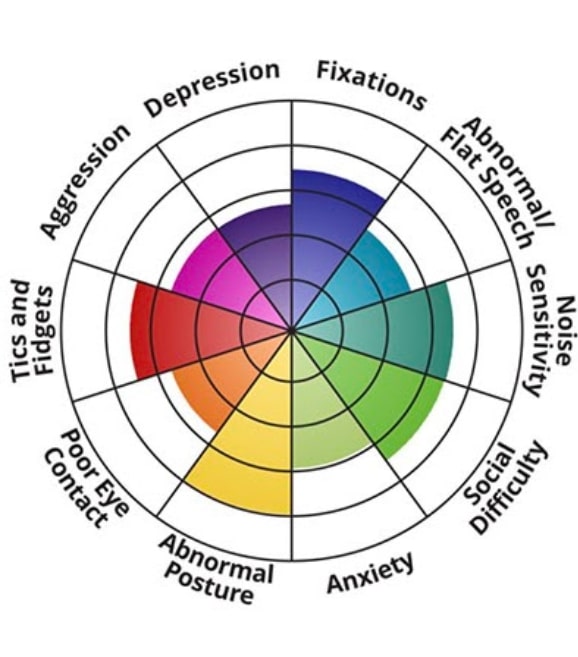 Depression
Fixations
Abnormal/
Flat Speech
Noise
Sensitivity
Social
Difficulty
Anxiety
Abnormal
Posture
Poor Eye
Contact
Tics and
Fidgets
Aggression